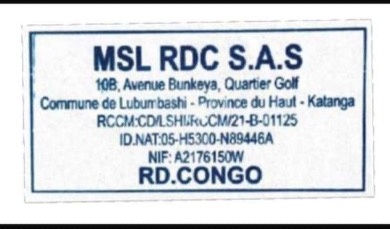 MSL RDC S.A.S
10B, Avenue Bunkeya, Quartier Golf
Commune de Lubumbashi - Province du Haut - Katanga
RCCM:CD/LSHI/RCCM/21-B-01125
ID.NAT:05-H5300-N89446A
NIF: A2176150W
RD.CONGO